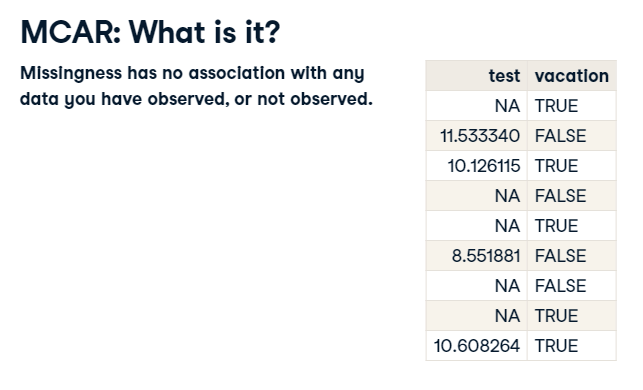 MCAR: What is it?
Missingness has no association with any
data you have observed, or not observed.
test vacation
NA TRUE
11.533340 FALSE
10.126115 TRUE
NA FALSE
NA TRUE
8.551881 FALSE
NA FALSE
NA TRUE
10.608264 TRUE